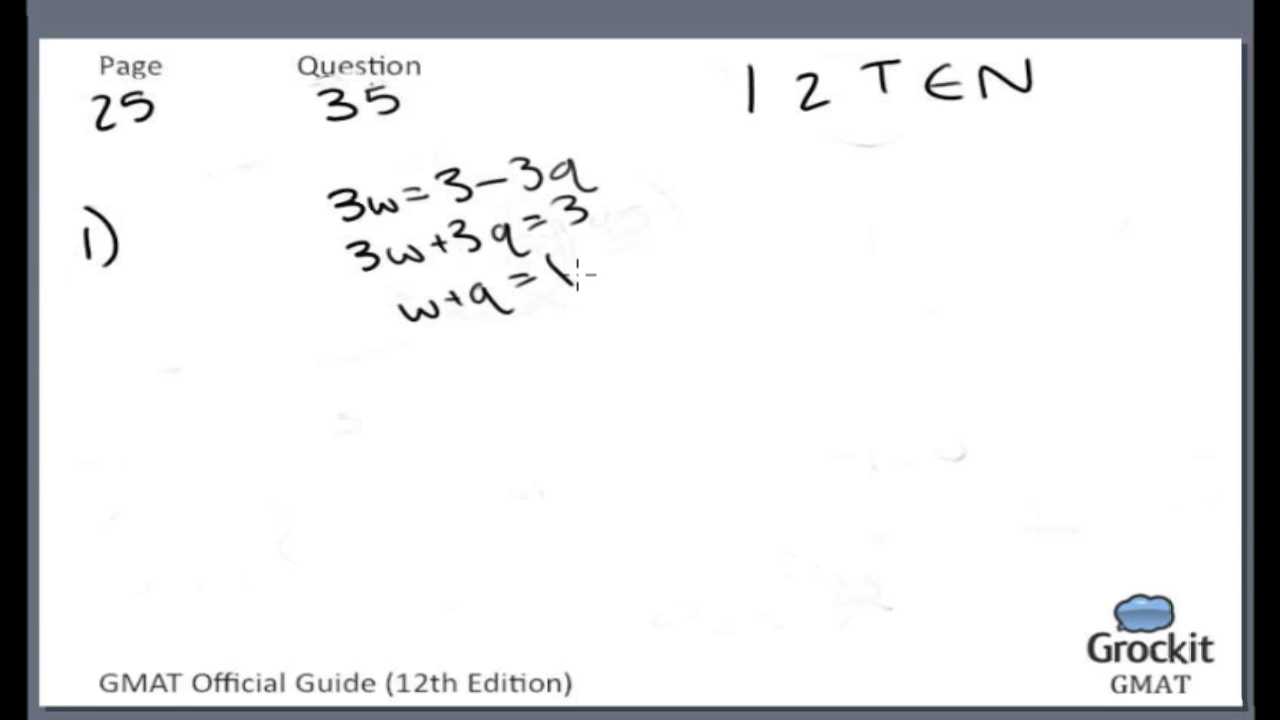 Page Question
25 35
1 2 T E N
3w=3-3q
3w+3q=3
1)
w+q=1
Grockit
GMAT
GMAT Official Guide (12th Edition)